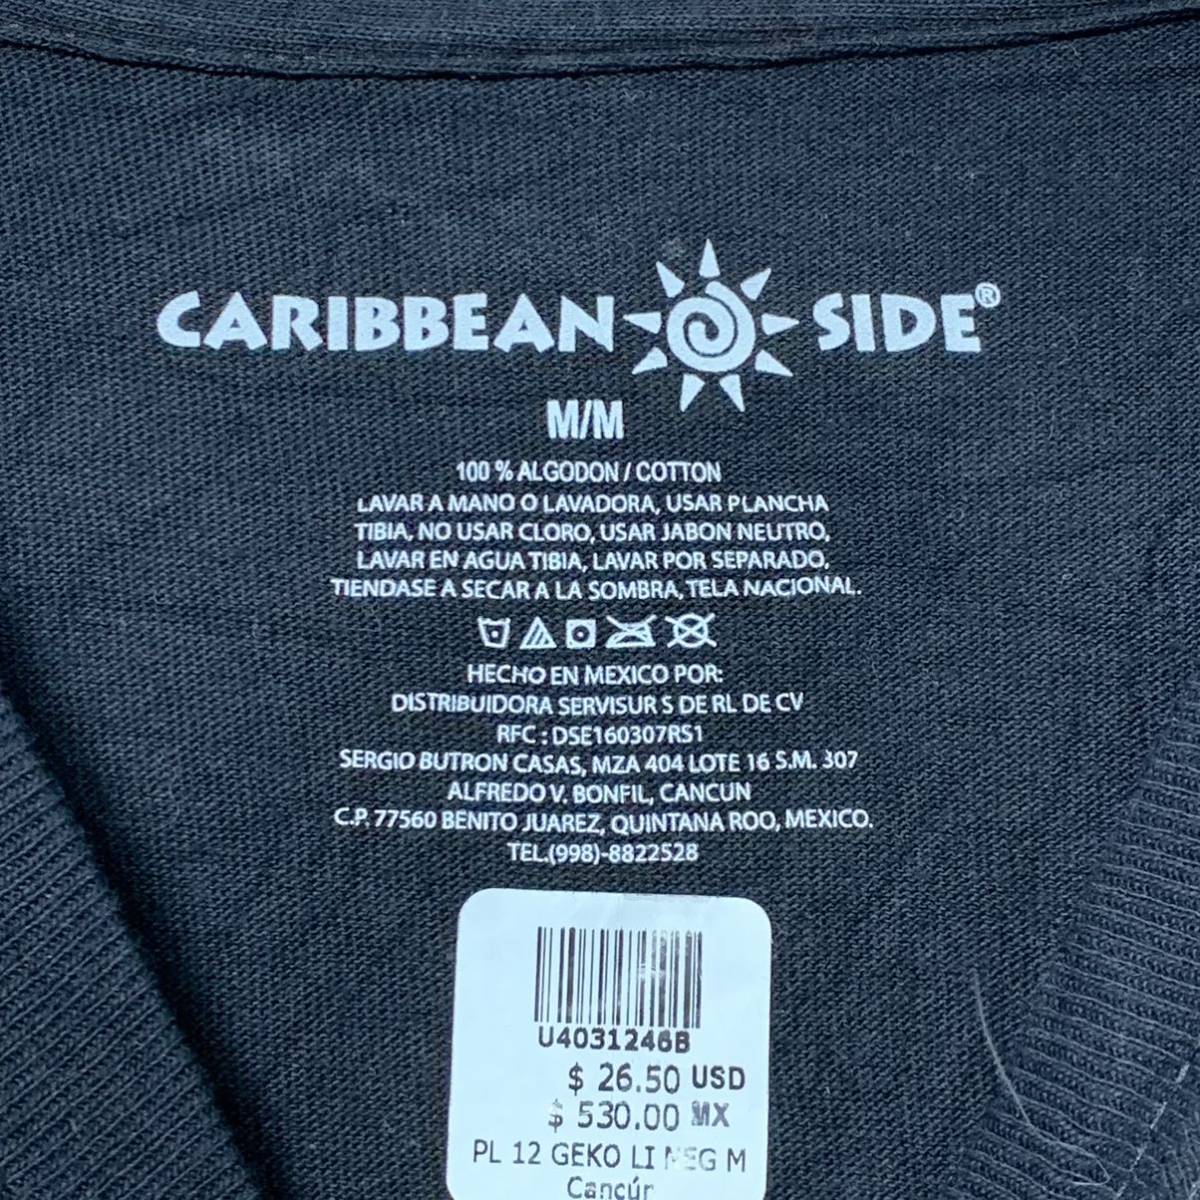 CARIBBEAN SIDE®
M/M
100 % ALGODON / COTTON
LAVAR A MANO O LAVADORA, USAR PLANCHA
TIBIA, NO USAR CLORO, USAR JABON NEUTRO,
LAVAR EN AGUA TIBIA, LAVAR POR SEPARADO,
TIENDASE A SECAR A LA SOMBRA, TELA NACIONAL.
HECHO EN MEXICO POR:
DISTRIBUIDORA SERVISUR S DE RL DE CV
RFC : DSE160307RS1
SERGIO BUTRON CASAS, MZA 404 LOTE 16 S.M. 307
ALFREDO V. BONFIL, CANCUN
C.P. 77560 BENITO JUAREZ, QUINTANA ROO, MEXICO.
TEL.(998)-8822528
U4031246B
$ 26.50 USD
$ 530.00 MX
PL 12 GEKO LI NEG M
Cancún